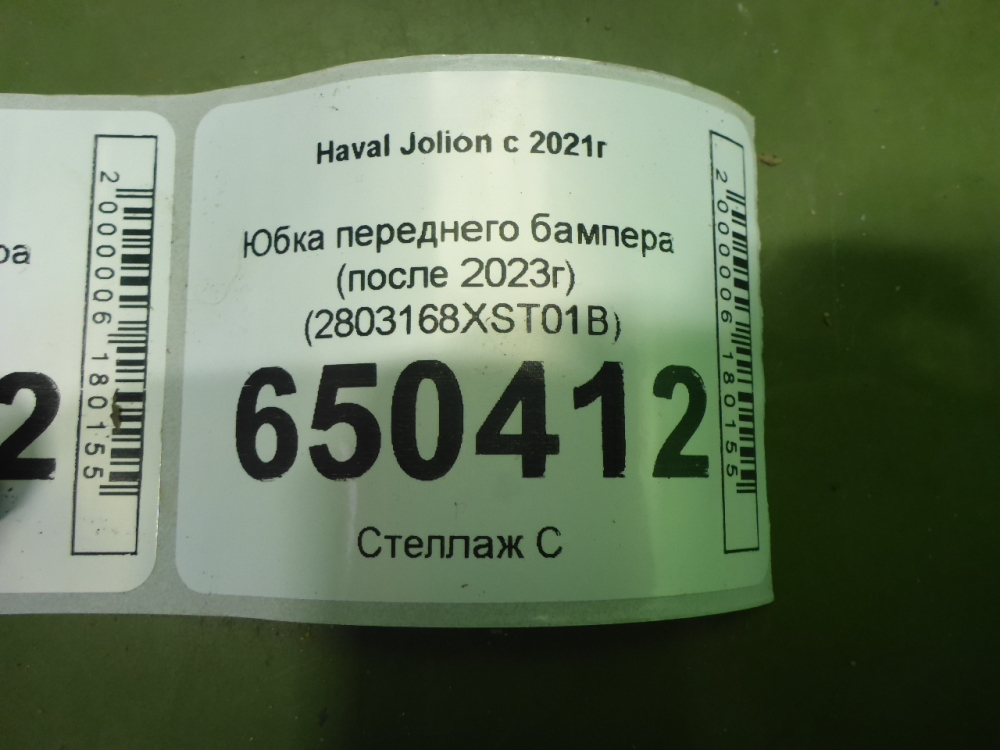 Haval Jolion с 2021г
Юбка переднего бампера
(после 2023г)
(2803168XST01B)
650412
Стеллаж С
2000006180155
ра
2
2000006180155